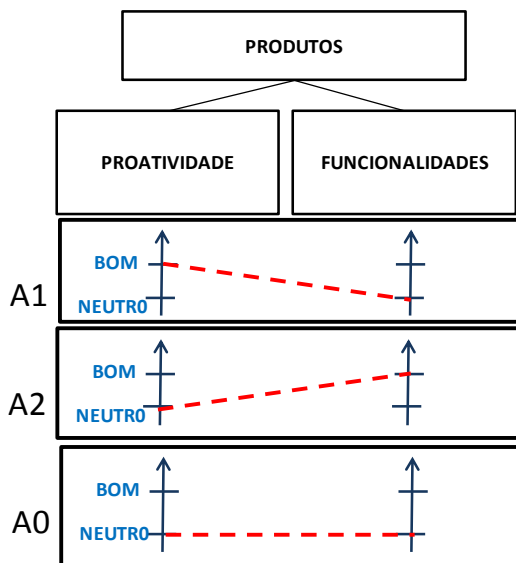 PRODUTOS
PROATIVIDADE
FUNCIONALIDADES
A1
BOM
NEUTR0
A2
BOM
NEUTR0
A0
BOM
NEUTR0